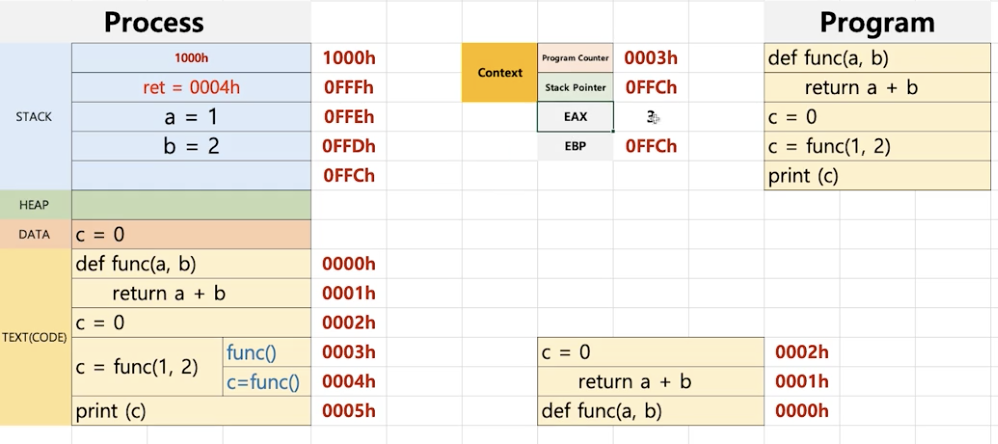 Process
Program
1000h
1000h
Context
Program Counter
0003h
def func(a, b)
ret = 0004h
0FFFh
Stack Pointer
0FFCh
return a + b
STACK
a = 1
0FFEh
EAX
3
c = 0
b = 2
0FFDh
EBP
0FFCh
c = func(1, 2)
0FFCh
print (c)
HEAP
DATA
c = 0
def func(a, b)
0000h
return a + b
0001h
TEXT(CODE)
c = 0
0002h
c = func(1, 2)
func()
0003h
c = 0
0002h
c=func()
0004h
return a + b
0001h
print (c)
0005h
def func(a, b)
0000h